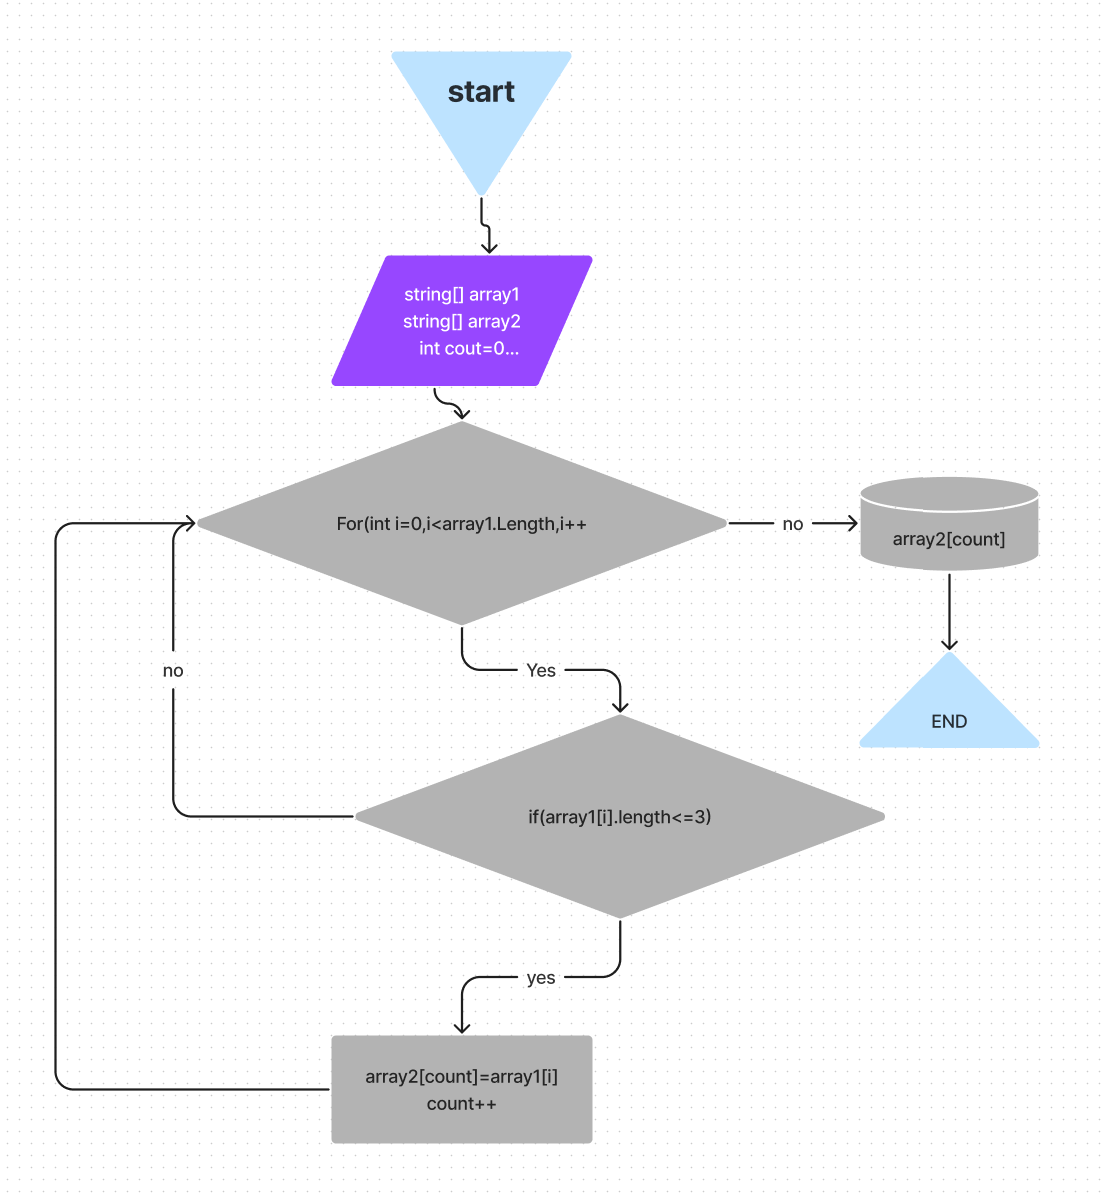 start
string[] array1
string[] array2
int cout=0...
For(int i=0,i<array1.Length,i++
no
array2[count]
no
Yes
END
if(array1[i].length<=3)
yes
array2[count]=array1[i]
count++